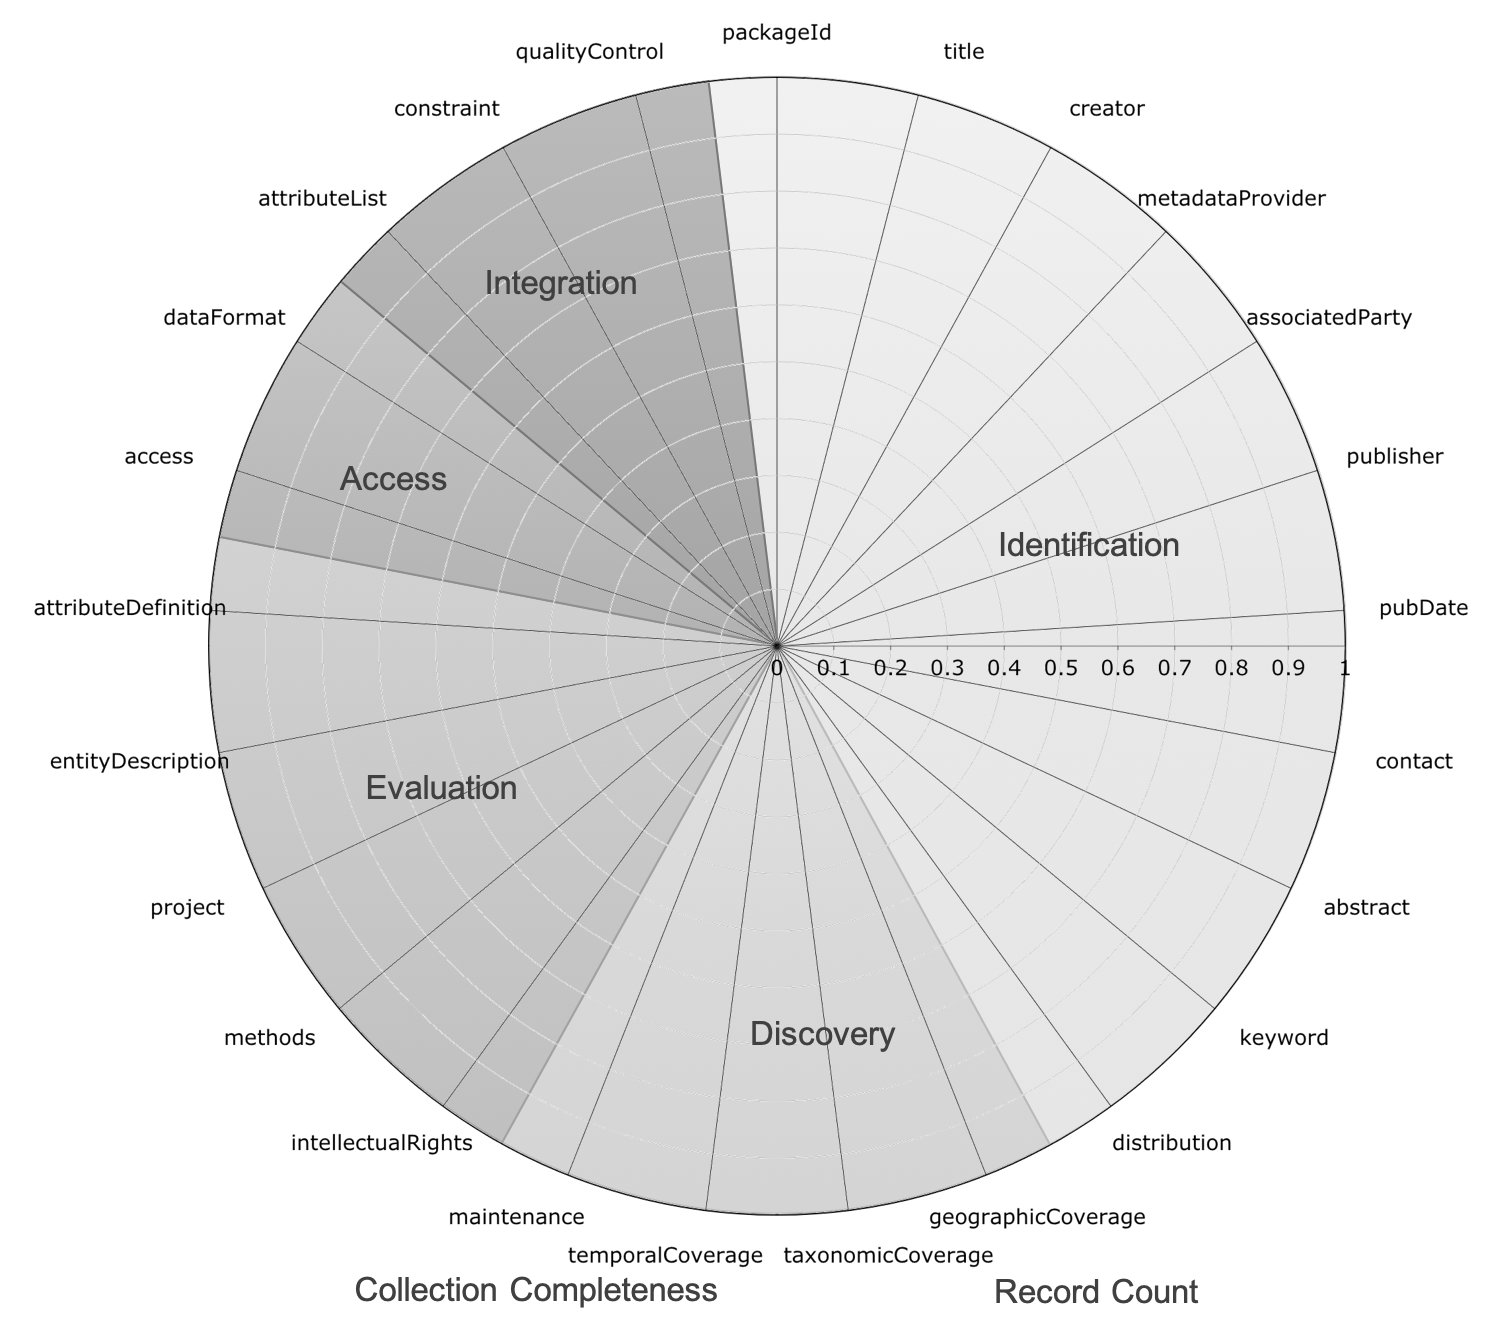 packageId
qualityControl
title
constraint
creator
attributeList
metadataProvider
Integration
dataFormat
associatedParty
access
publisher
Access
Identification
attributeDefinition
pubDate
0 0.1 0.2 0.3 0.4 0.5 0.6 0.7 0.8 0.9 1
entityDescription
contact
Evaluation
project
abstract
methods
Discovery
keyword
intellectualRights
distribution
maintenance
geographicCoverage
temporalCoverage
taxonomicCoverage
Collection Completeness
Record Count